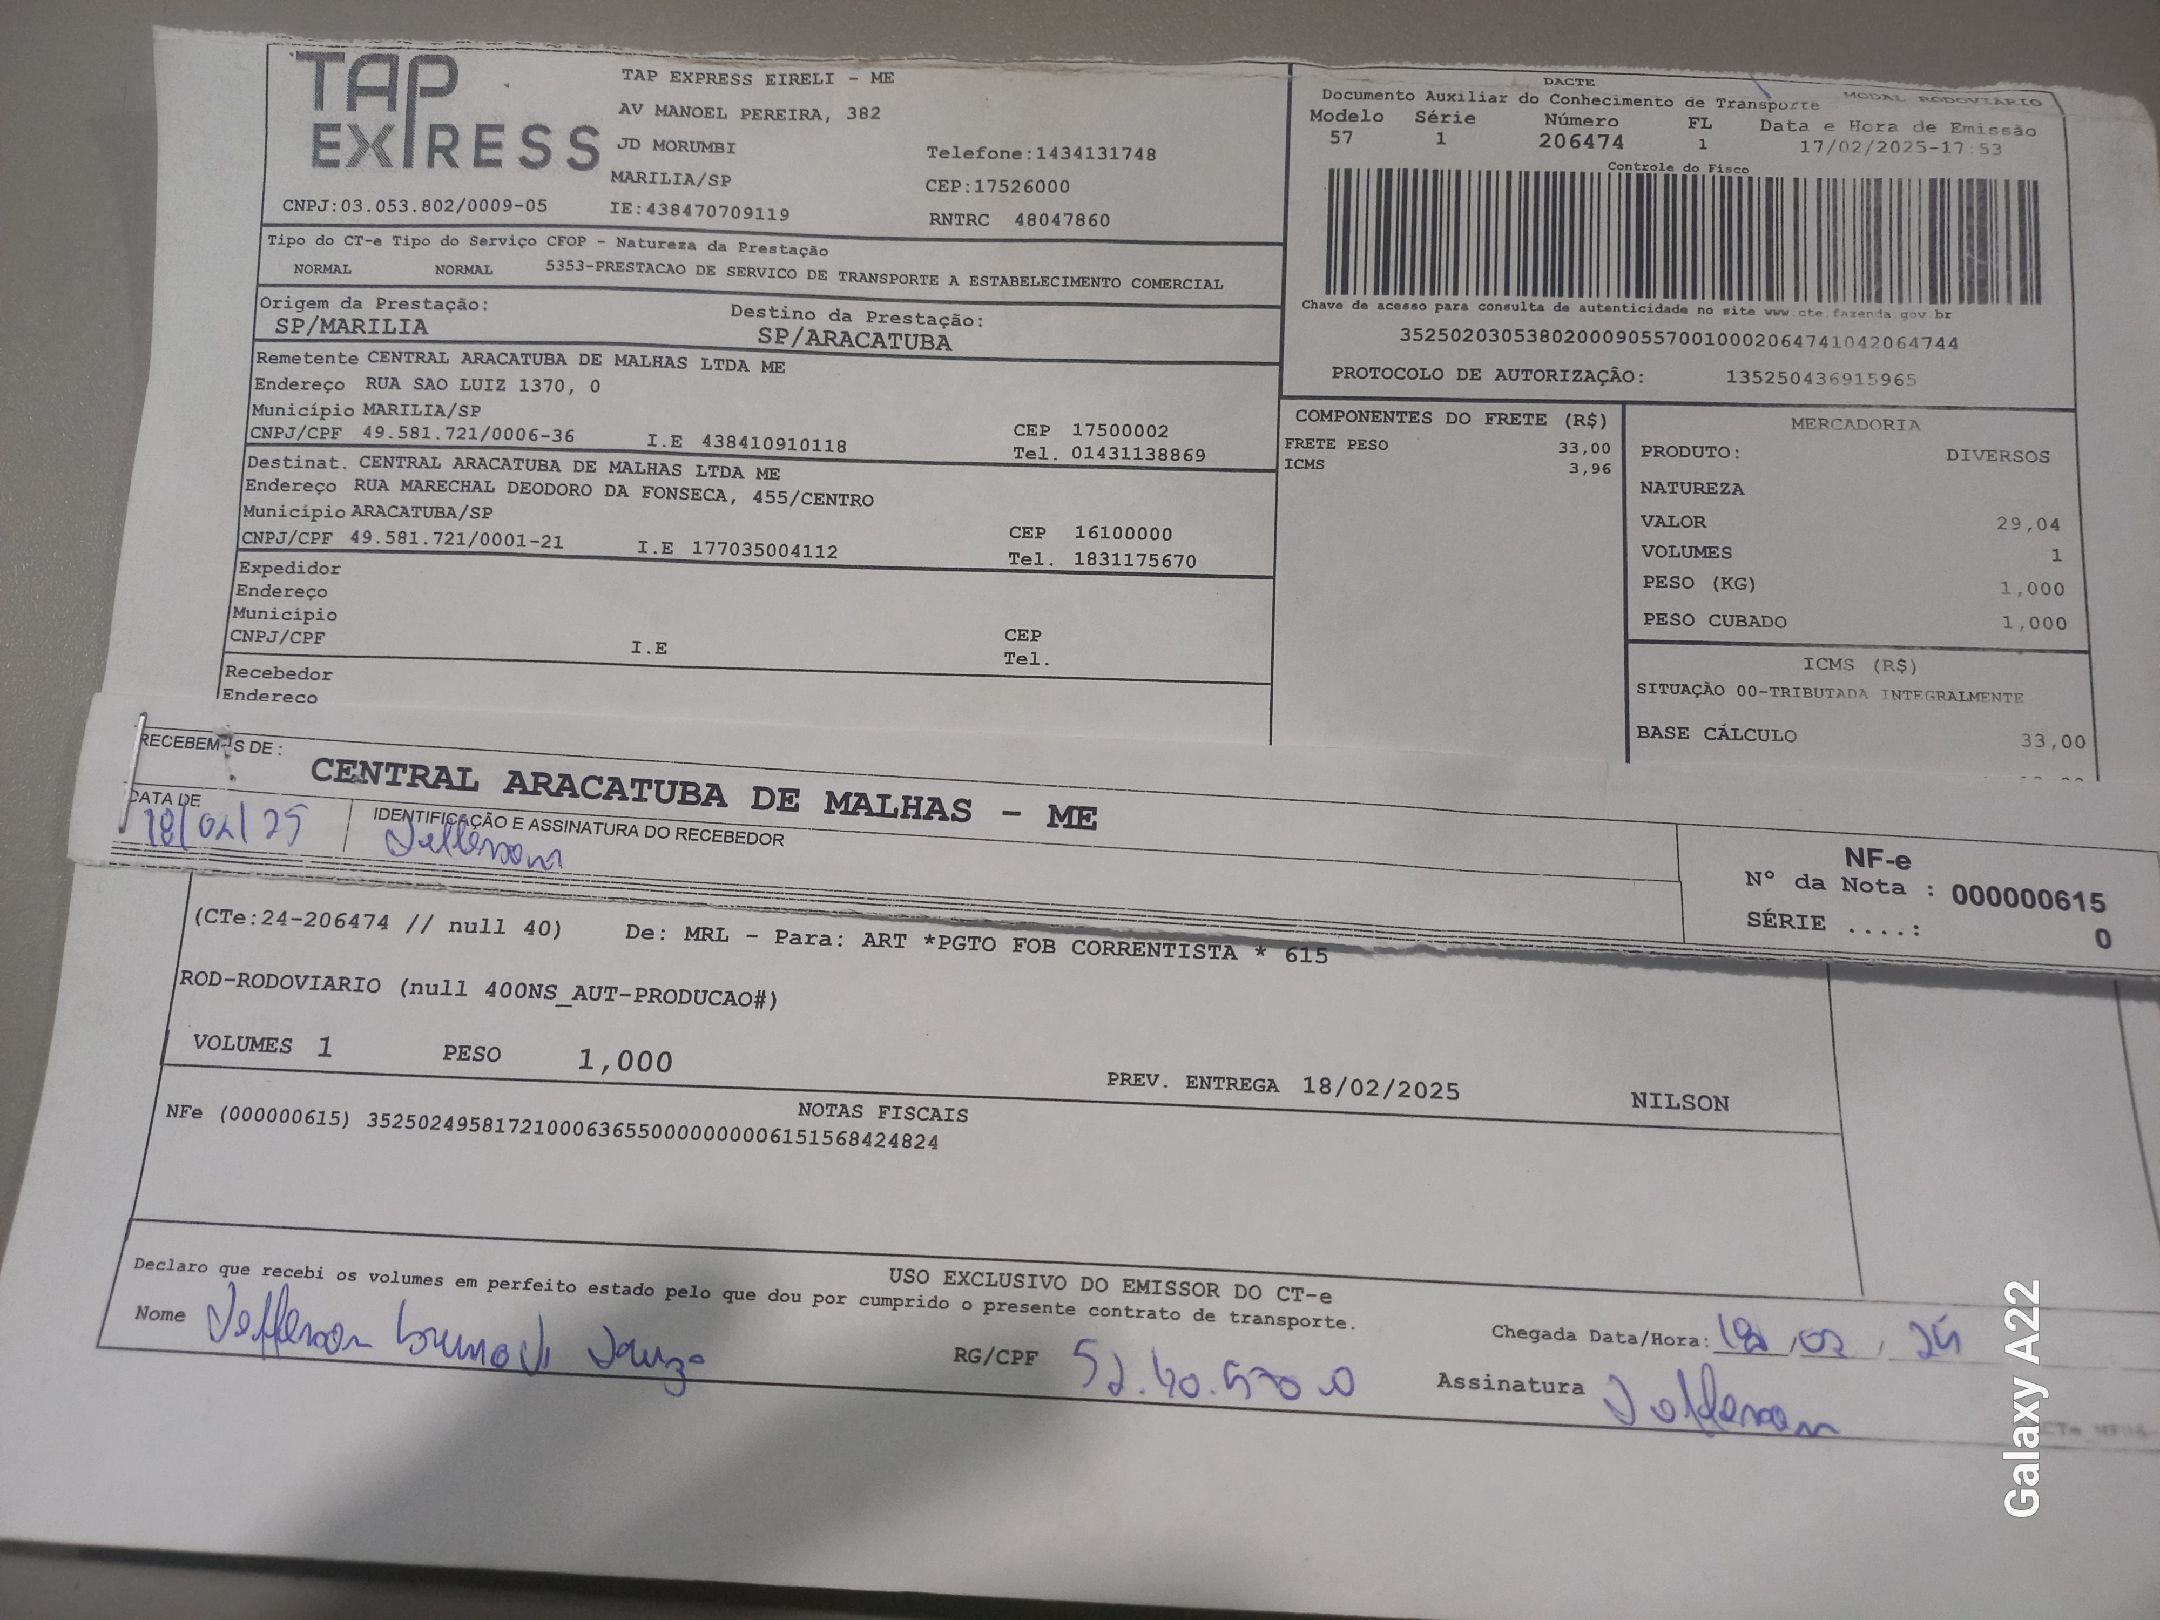 TAP EXPRESS
TAP EXPRESS EIRELI - ME
AV MANOEL PEREIRA, 382
JD MORUMBI
Telefone:1434131748
MARILIA/SP
CEP:17526000
CNPJ:03.053.802/0009-05 IE:438470709119
RNTRC 48047860
DACTE
Documento Auxiliar do Conhecimento de Transporte MODAL RODOVIARIO
Modelo Série Número FL Data e Hora de Emissão
57 1 206474 1 17/02/2025-17:53
Controle do Fisco
Chave de acesso para consulta de autenticidade no site www.cte.fazenda.gov.br
35250203053802000905570010002064741042064744
PROTOCOLO DE AUTORIZAÇÃO: 135250436915965
Tipo do CT-e Tipo do Serviço CFOP - Natureza da Prestação
NORMAL NORMAL 5353-PRESTACAO DE SERVICO DE TRANSPORTE A ESTABELECIMENTO COMERCIAL
Origem da Prestação: Destino da Prestação:
SP/MARILIA SP/ARACATUBA
Remetente CENTRAL ARACATUBA DE MALHAS LTDA ME
Endereço RUA SAO LUIZ 1370, 0
Município MARILIA/SP CEP 17500002
CNPJ/CPF 49.581.721/0006-36 I.E 438410910118 Tel. 01431138869
Destinat. CENTRAL ARACATUBA DE MALHAS LTDA ME
Endereço RUA MARECHAL DEODORO DA FONSECA, 455/CENTRO
Município ARACATUBA/SP CEP 16100000
CNPJ/CPF 49.581.721/0001-21 I.E 177035004112 Tel. 1831175670
Expedidor
Endereço
Município CEP
CNPJ/CPF I.E Tel.
Recebedor
Endereco
COMPONENTES DO FRETE (R$)
FRETE PESO 33,00
ICMS 3,96
MERCADORIA
PRODUTO: DIVERSOS
NATUREZA
VALOR 29,04
VOLUMES 1
PESO (KG) 1,000
PESO CUBADO 1,000
ICMS (R$)
SITUAÇÃO 00-TRIBUTADA INTEGRALMENTE
BASE CÁLCULO 33,00
RECEBEMOS DE :
CENTRAL ARACATUBA DE MALHAS - ME
DATA DE IDENTIFICAÇÃO E ASSINATURA DO RECEBEDOR
18/02/25 Jefferson
NF-e
Nº da Nota : 000000615
SÉRIE ....: 0
(CTe:24-206474 // null 40) De: MRL - Para: ART *PGTO FOB CORRENTISTA * 615
ROD-RODOVIARIO (null 400NS_AUT-PRODUCAO#)
VOLUMES 1 PESO 1,000 PREV. ENTREGA 18/02/2025 NILSON
NOTAS FISCAIS
NFe (000000615) 35250249581721000636550000000006151568424824
USO EXCLUSIVO DO EMISSOR DO CT-e
Declaro que recebi os volumes em perfeito estado pelo que dou por cumprido o presente contrato de transporte.
Nome Jefferson bruno di Souza RG/CPF Chegada Data/Hora: 18/02/25
Assinatura Jefferson
Galaxy A22